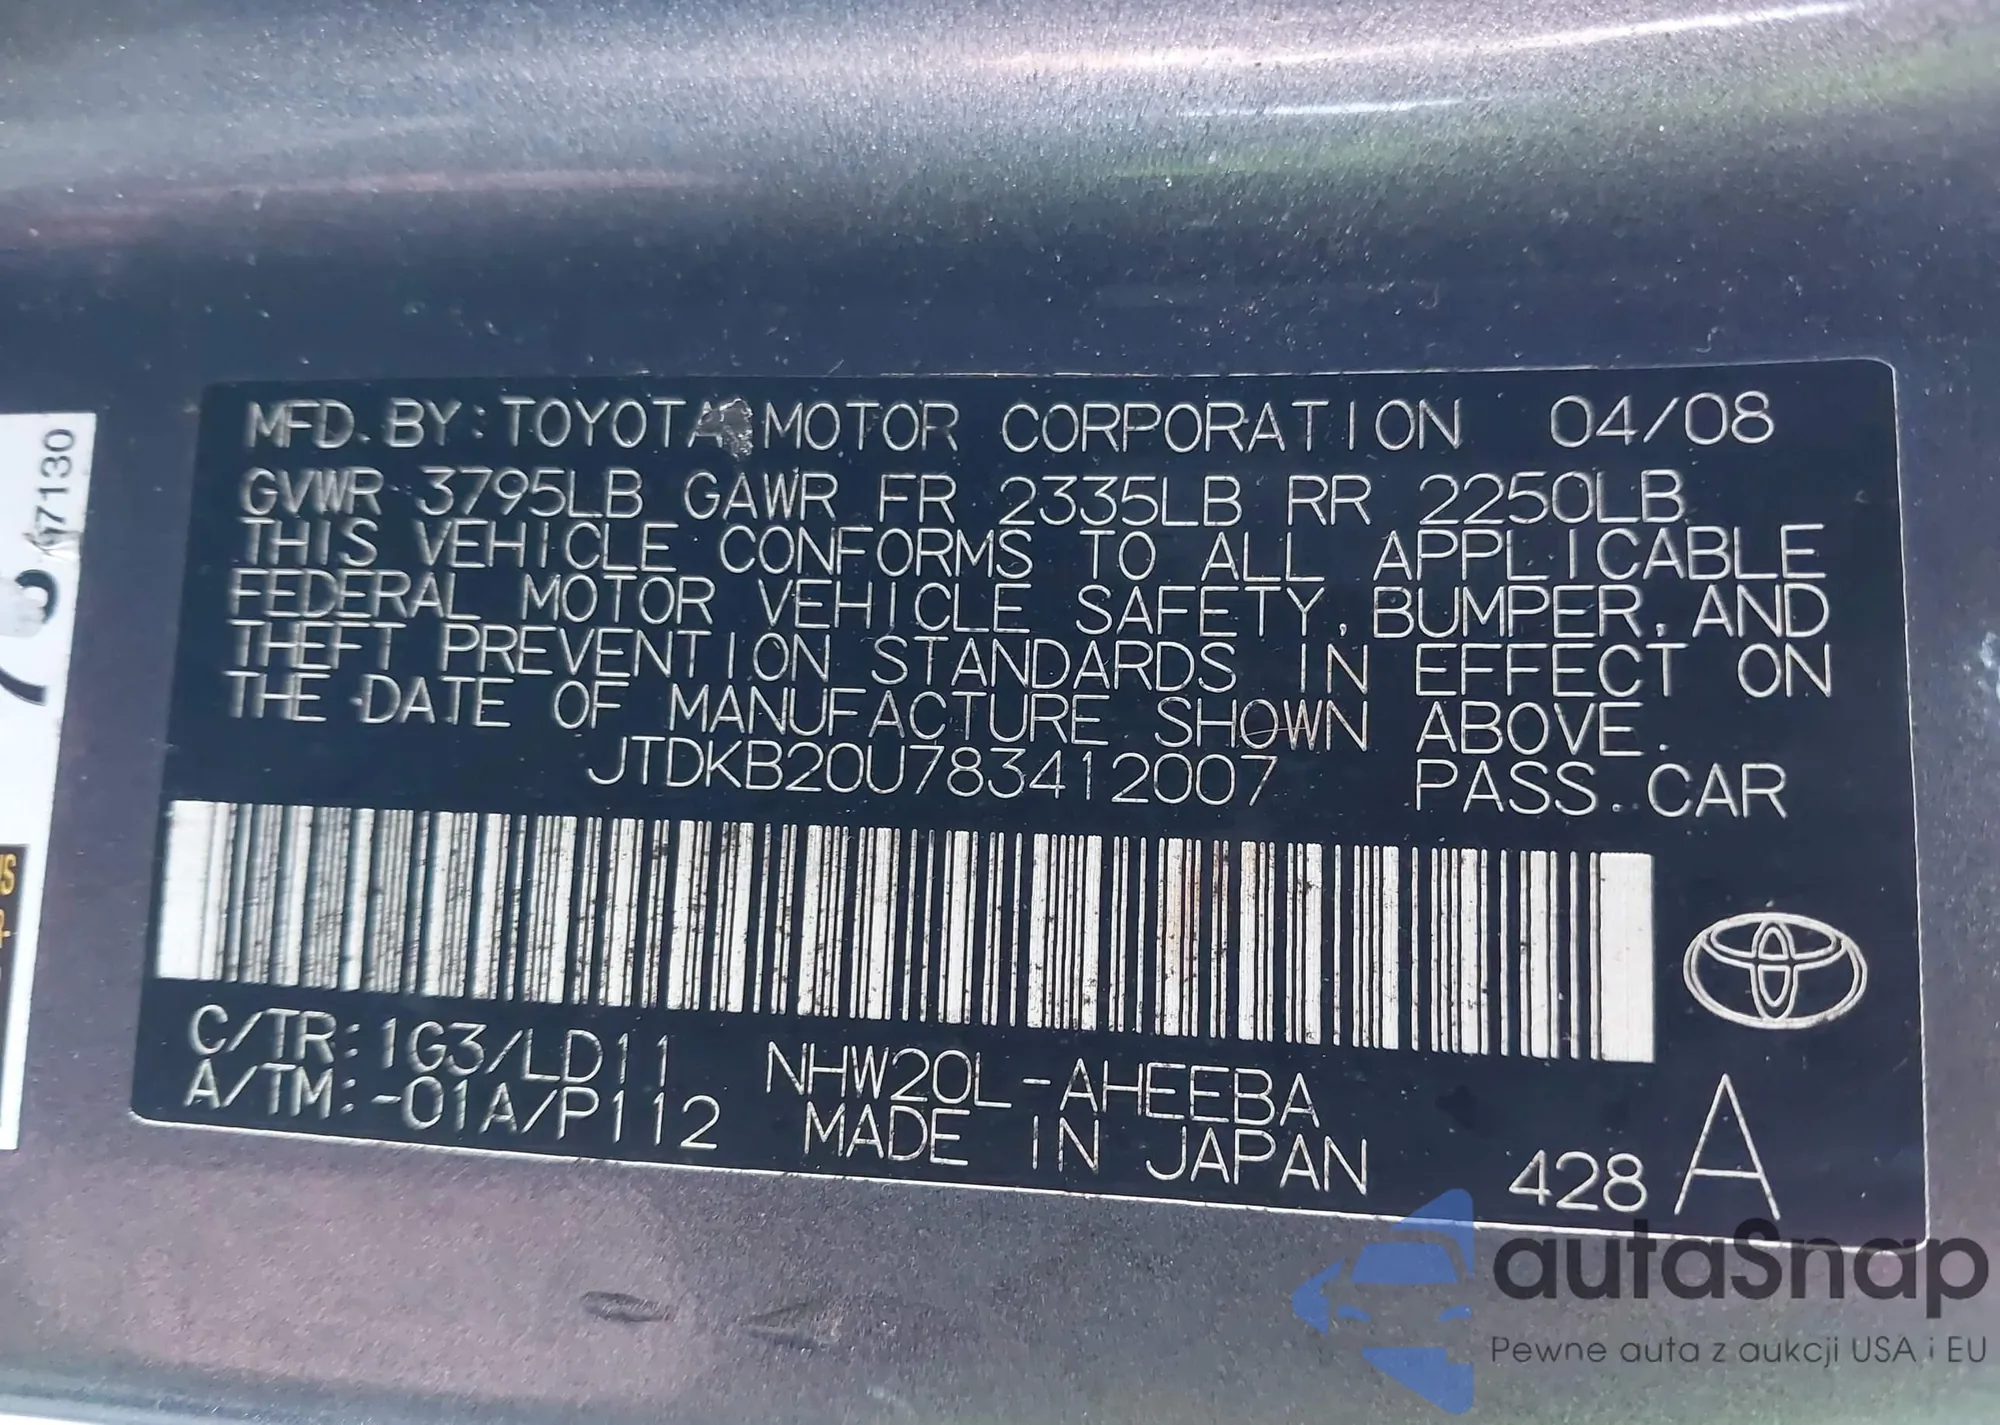 MFD. BY: TOYOTA MOTOR CORPORATION 04/08
GVWR 3795LB GAWR FR 2335LB RR 2250LB
THIS VEHICLE CONFORMS TO ALL APPLICABLE
FEDERAL MOTOR VEHICLE SAFETY, BUMPER, AND
THEFT PREVENTION STANDARDS IN EFFECT ON
THE DATE OF MANUFACTURE SHOWN ABOVE.
JTDKB20U783412007 PASS. CAR
C/TR: 1G3/LD11 NHW20L-AHEEBA
A/TM: -01A/P112 MADE IN JAPAN
428 A
67130
autaSnap
Pewne auta z aukcji USA i EU